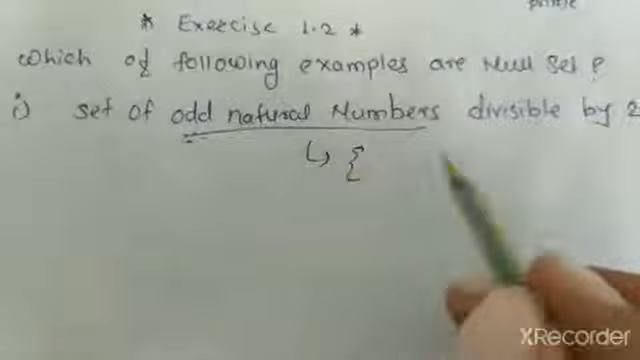 * Exercise 1.2 *
Which of following examples are Null Set ?
i) set of odd natural Numbers divisible by 2
↳ {
XRecorder